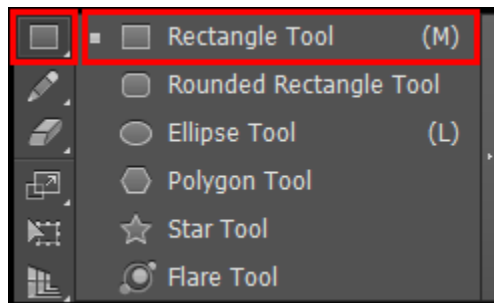 Rectangle Tool (M)
Rounded Rectangle Tool
Ellipse Tool (L)
Polygon Tool
Star Tool
Flare Tool